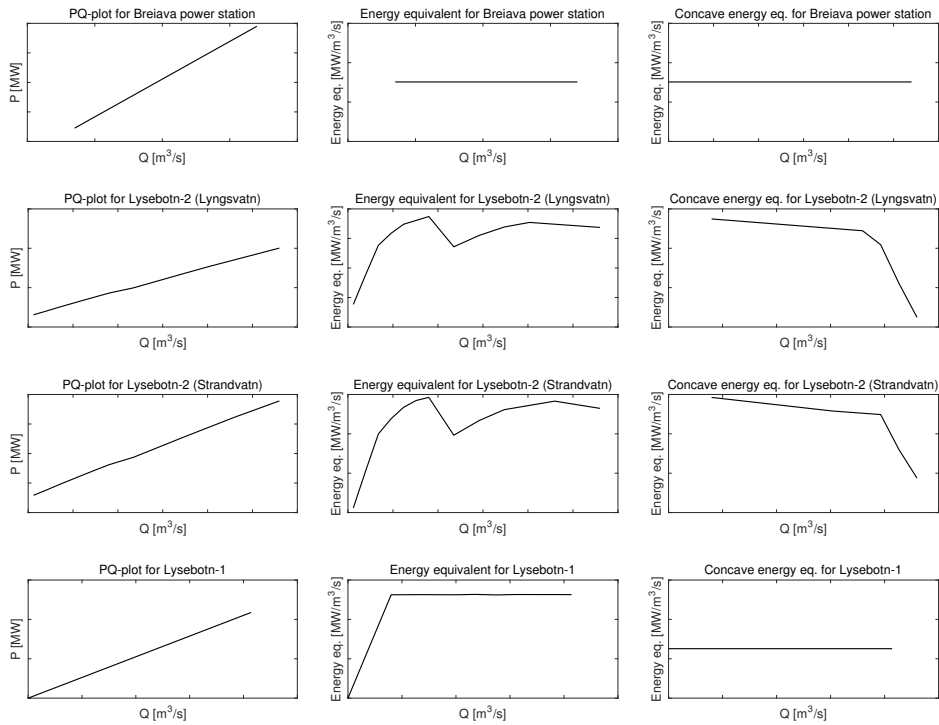 PQ-plot for Breiava power station
P [MW]
Q [m³/s]
Energy equivalent for Breiava power station
Energy eq. [MW/m³/s]
Q [m³/s]
Concave energy eq. for Breiava power station
Energy eq. [MW/m³/s]
Q [m³/s]
PQ-plot for Lysebotn-2 (Lyngsvatn)
P [MW]
Q [m³/s]
Energy equivalent for Lysebotn-2 (Lyngsvatn)
Energy eq. [MW/m³/s]
Q [m³/s]
Concave energy eq. for Lysebotn-2 (Lyngsvatn)
Energy eq. [MW/m³/s]
Q [m³/s]
PQ-plot for Lysebotn-2 (Strandvatn)
P [MW]
Q [m³/s]
Energy equivalent for Lysebotn-2 (Strandvatn)
Energy eq. [MW/m³/s]
Q [m³/s]
Concave energy eq. for Lysebotn-2 (Strandvatn)
Energy eq. [MW/m³/s]
Q [m³/s]
PQ-plot for Lysebotn-1
P [MW]
Q [m³/s]
Energy equivalent for Lysebotn-1
Energy eq. [MW/m³/s]
Q [m³/s]
Concave energy eq. for Lysebotn-1
Energy eq. [MW/m³/s]
Q [m³/s]